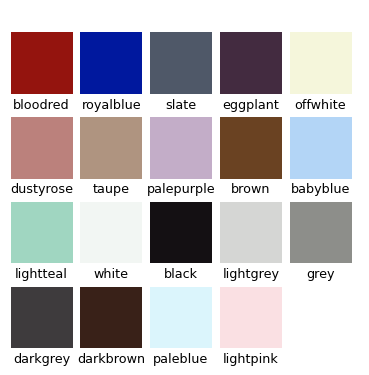 bloodred royalblue slate eggplant offwhite
dustyrose taupe palepurple brown babyblue
lightteal white black lightgrey grey
darkgrey darkbrown paleblue lightpink